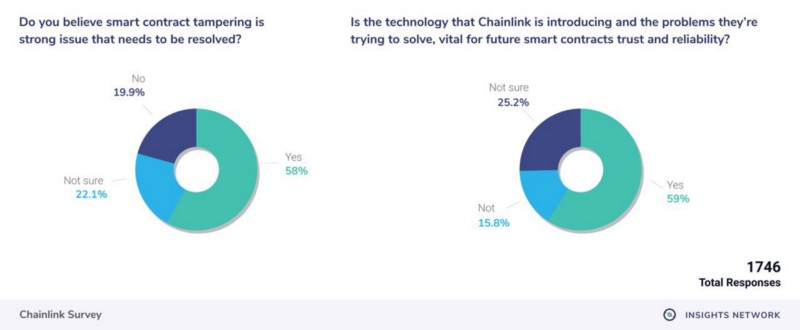 Do you believe smart contract tampering is
strong issue that needs to be resolved?
No
19.9%
Not sure
22.1%
Yes
58%
Is the technology that Chainlink is introducing and the problems they're
trying to solve, vital for future smart contracts trust and reliability?
Not sure
25.2%
Not
15.8%
Yes
59%
1746
Total Responses
Chainlink Survey
INSIGHTS NETWORK